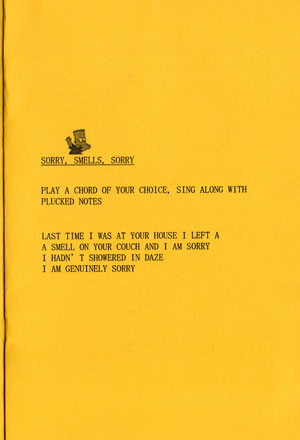 SORRY, SMELLS, SORRY
PLAY A CHORD OF YOUR CHOICE, SING ALONG WITH
PLUCKED NOTES
LAST TIME I WAS AT YOUR HOUSE I LEFT A
A SMELL ON YOUR COUCH AND I AM SORRY
I HADN'T SHOWERED IN DAZE
I AM GENUINELY SORRY